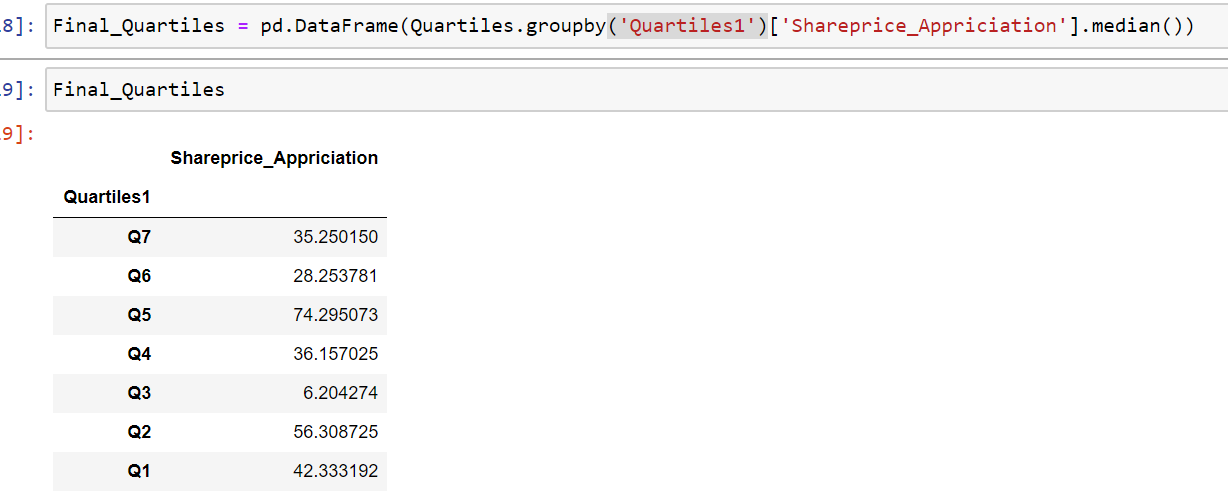 8]: Final_Quartiles = pd.DataFrame(Quartiles.groupby('Quartiles1')['Shareprice_Appriciation'].median())
9]: Final_Quartiles
9]:
Shareprice_Appriciation
Quartiles1
Q7 35.250150
Q6 28.253781
Q5 74.295073
Q4 36.157025
Q3 6.204274
Q2 56.308725
Q1 42.333192